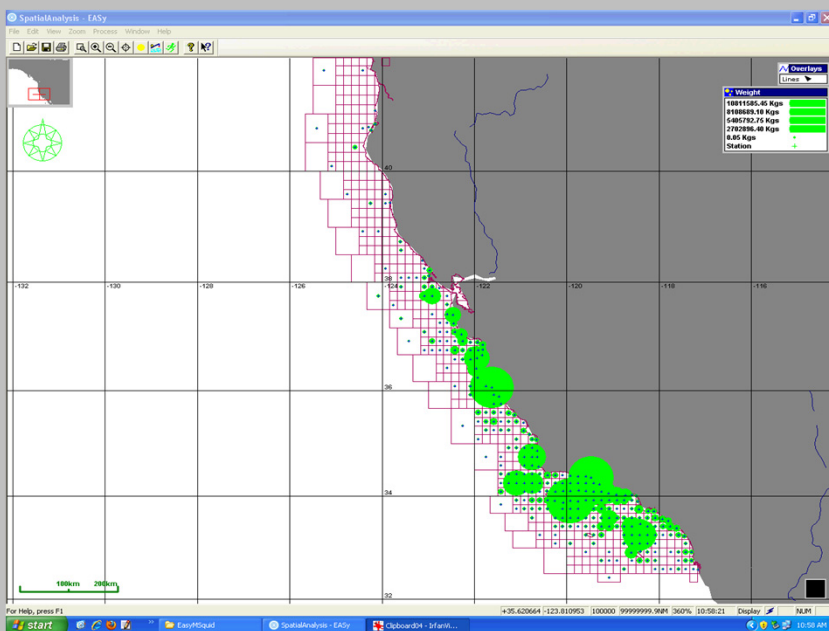 SpatialAnalysis - EASy
File Edit View Zoom Process Window Help
Overlays
Lines
Weight
10811585.45 Kgs
8108689.10 Kgs
5405792.75 Kgs
2702896.40 Kgs
0.05 Kgs
Station
40
38
-132 -130 -128 -126 -124 -122 -120 -118 -116
36
34
32
100km 200km
For Help, press F1 +35.620664 -123.810953 100000 99999999.9NM 360% 10:58:21 Display NUM
start EasyMSquid SpatialAnalysis - EASy Clipboard04 - IrfanVi... 10:58 AM